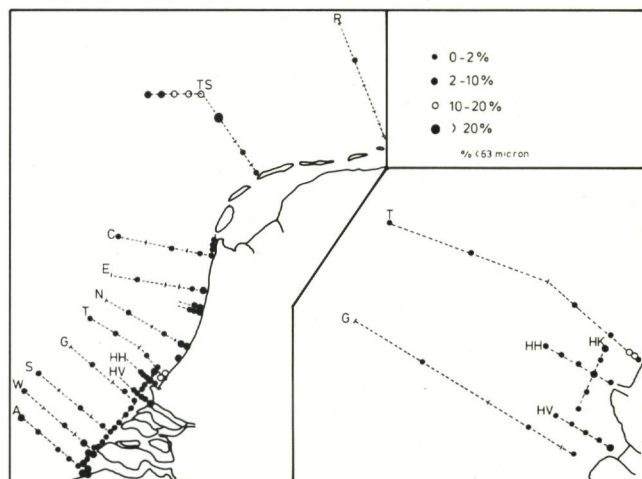 R
TS
0-2%
2-10%
10-20%
> 20%
% <63 micron
C
E
N
T
G
HH
HV
S
W
A
T
G
HH
HK
HV